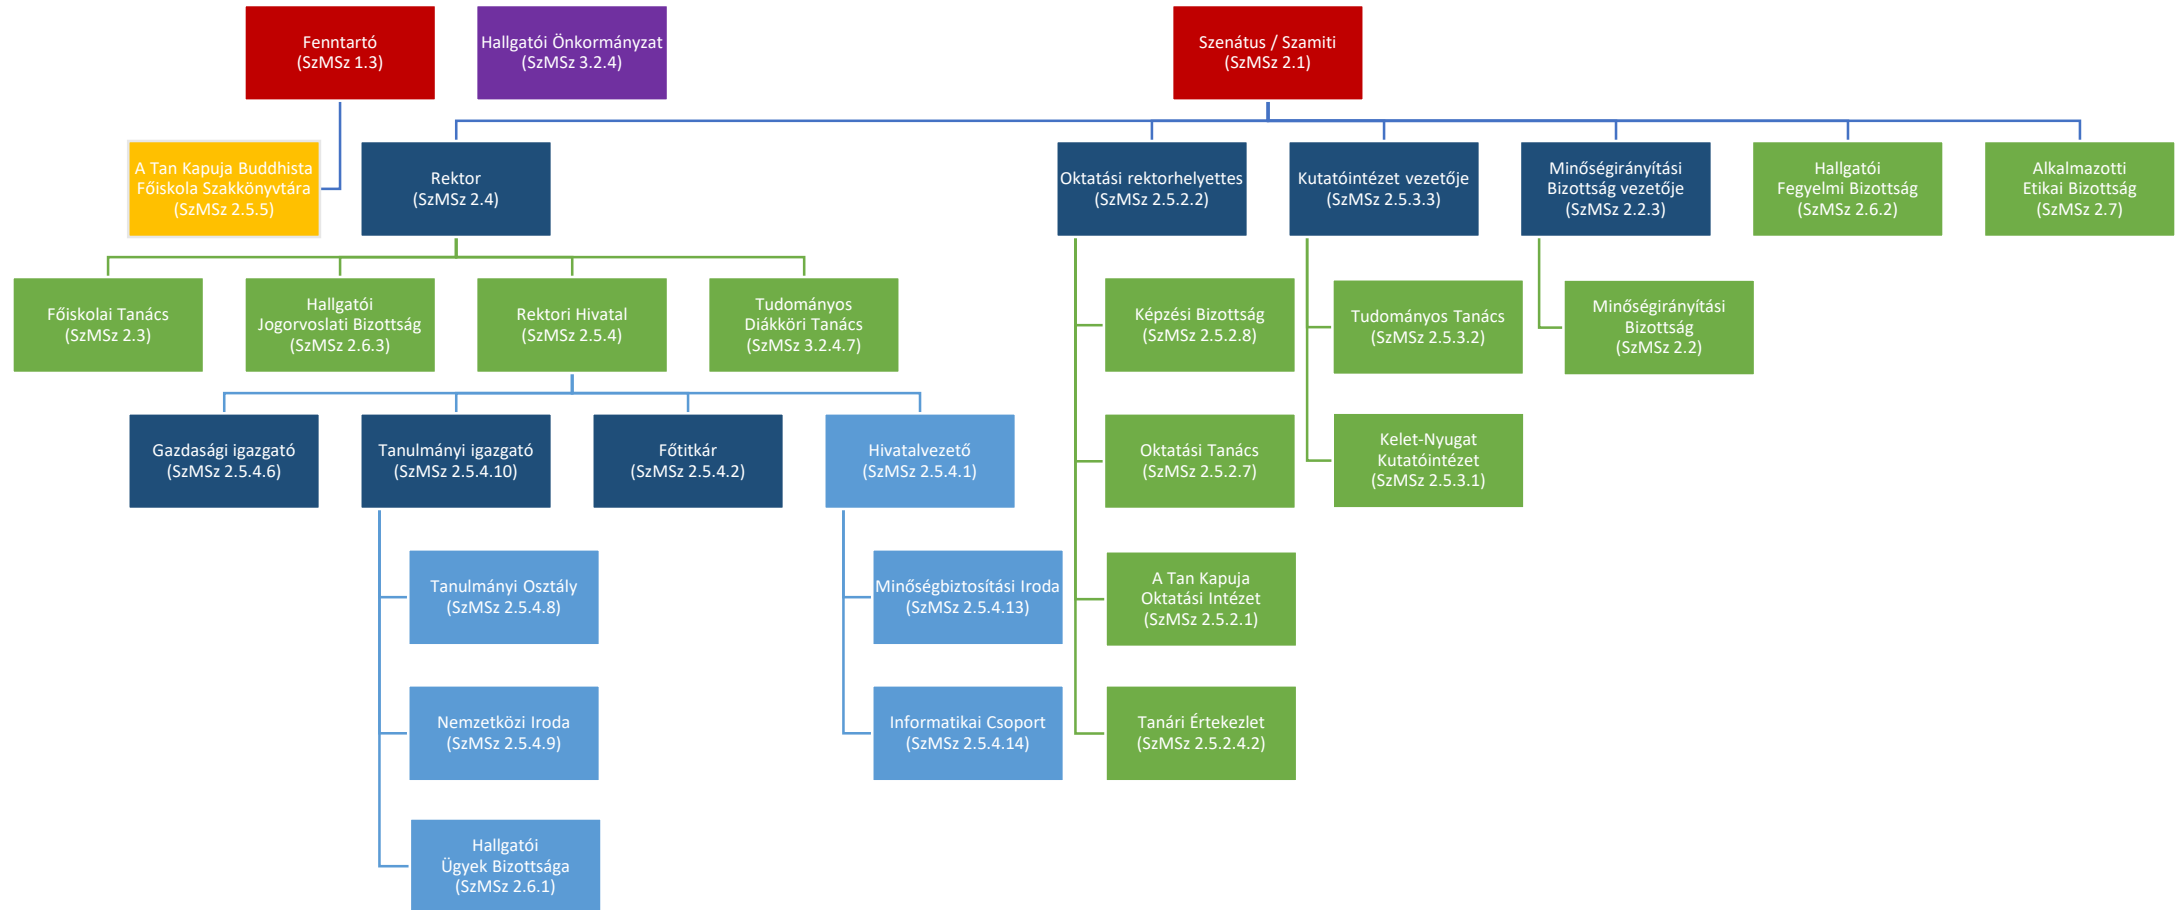 Fenntartó
(SzMSz 1.3)
Hallgatói Önkormányzat
(SzMSz 3.2.4)
Szenátus / Szamiti
(SzMSz 2.1)
A Tan Kapuja Buddhista
Főiskola Szakkönyvtára
(SzMSz 2.5.5)
Rektor
(SzMSz 2.4)
Oktatási rektorhelyettes
(SzMSz 2.5.2.2)
Kutatóintézet vezetője
(SzMSz 2.5.3.3)
Minőségirányítási
Bizottság vezetője
(SzMSz 2.2.3)
Hallgatói
Fegyelmi Bizottság
(SzMSz 2.6.2)
Alkalmazotti
Etikai Bizottság
(SzMSz 2.7)
Főiskolai Tanács
(SzMSz 2.3)
Hallgatói
Jogorvoslati Bizottság
(SzMSz 2.6.3)
Rektori Hivatal
(SzMSz 2.5.4)
Tudományos
Diákköri Tanács
(SzMSz 3.2.4.7)
Képzési Bizottság
(SzMSz 2.5.2.8)
Tudományos Tanács
(SzMSz 2.5.3.2)
Minőségirányítási
Bizottság
(SzMSz 2.2)
Gazdasági igazgató
(SzMSz 2.5.4.6)
Tanulmányi igazgató
(SzMSz 2.5.4.10)
Főtitkár
(SzMSz 2.5.4.2)
Hivatalvezető
(SzMSz 2.5.4.1)
Oktatási Tanács
(SzMSz 2.5.2.7)
Kelet-Nyugat
Kutatóintézet
(SzMSz 2.5.3.1)
Tanulmányi Osztály
(SzMSz 2.5.4.8)
Minőségbiztosítási Iroda
(SzMSz 2.5.4.13)
A Tan Kapuja
Oktatási Intézet
(SzMSz 2.5.2.1)
Nemzetközi Iroda
(SzMSz 2.5.4.9)
Informatikai Csoport
(SzMSz 2.5.4.14)
Tanári Értekezlet
(SzMSz 2.5.2.4.2)
Hallgatói
Ügyek Bizottsága
(SzMSz 2.6.1)